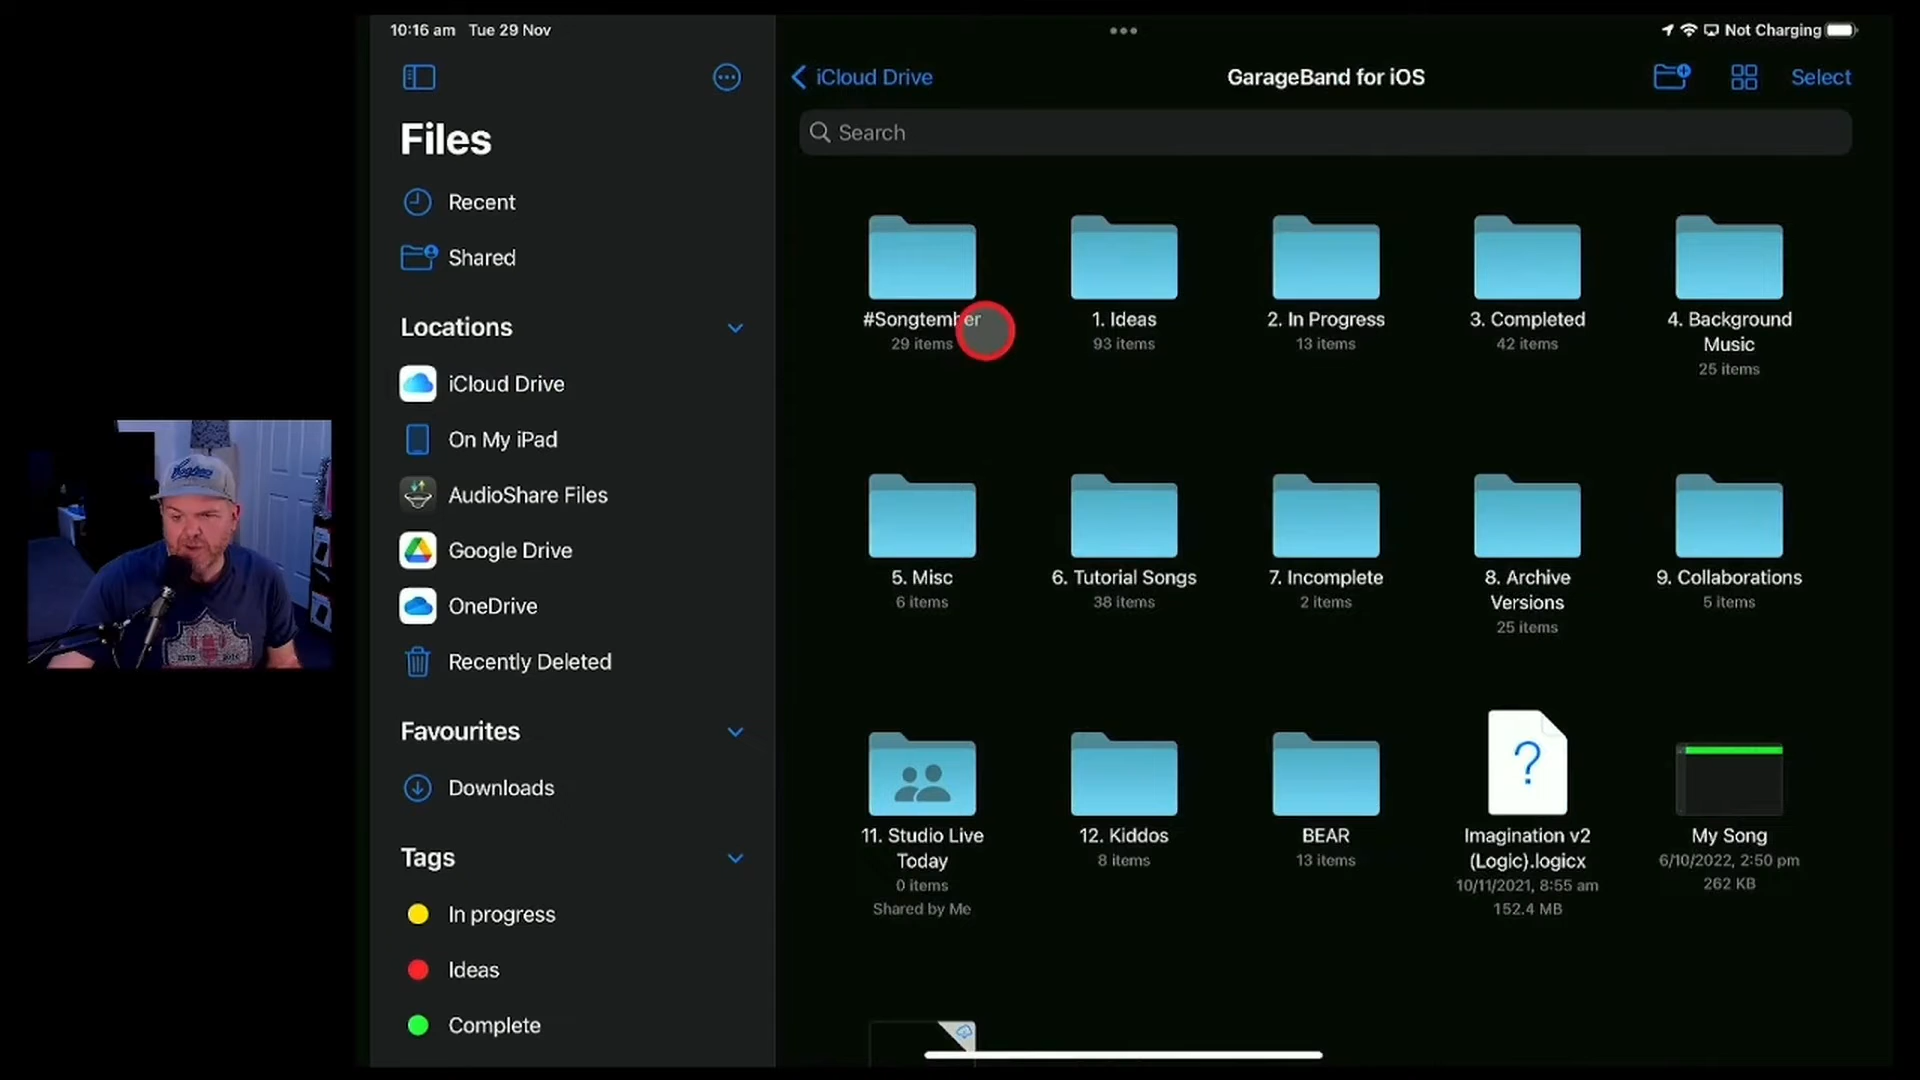 10:16 am Tue 29 Nov
Not Charging
Files
Recent
Shared
Locations
iCloud Drive
On My iPad
AudioShare Files
Google Drive
OneDrive
Recently Deleted
Favourites
Downloads
Tags
In progress
Ideas
Complete
iCloud Drive
GarageBand for iOS
Select
Search
#Songtember
29 items
1. Ideas
93 items
2. In Progress
13 items
3. Completed
42 items
4. Background
Music
25 items
5. Misc
6 items
6. Tutorial Songs
38 items
7. Incomplete
2 items
8. Archive
Versions
25 items
9. Collaborations
5 items
11. Studio Live
Today
0 items
Shared by Me
12. Kiddos
8 items
BEAR
13 items
?
Imagination v2
(Logic).logicx
10/11/2021, 8:55 am
152.4 MB
My Song
6/10/2022, 2:50 pm
262 KB